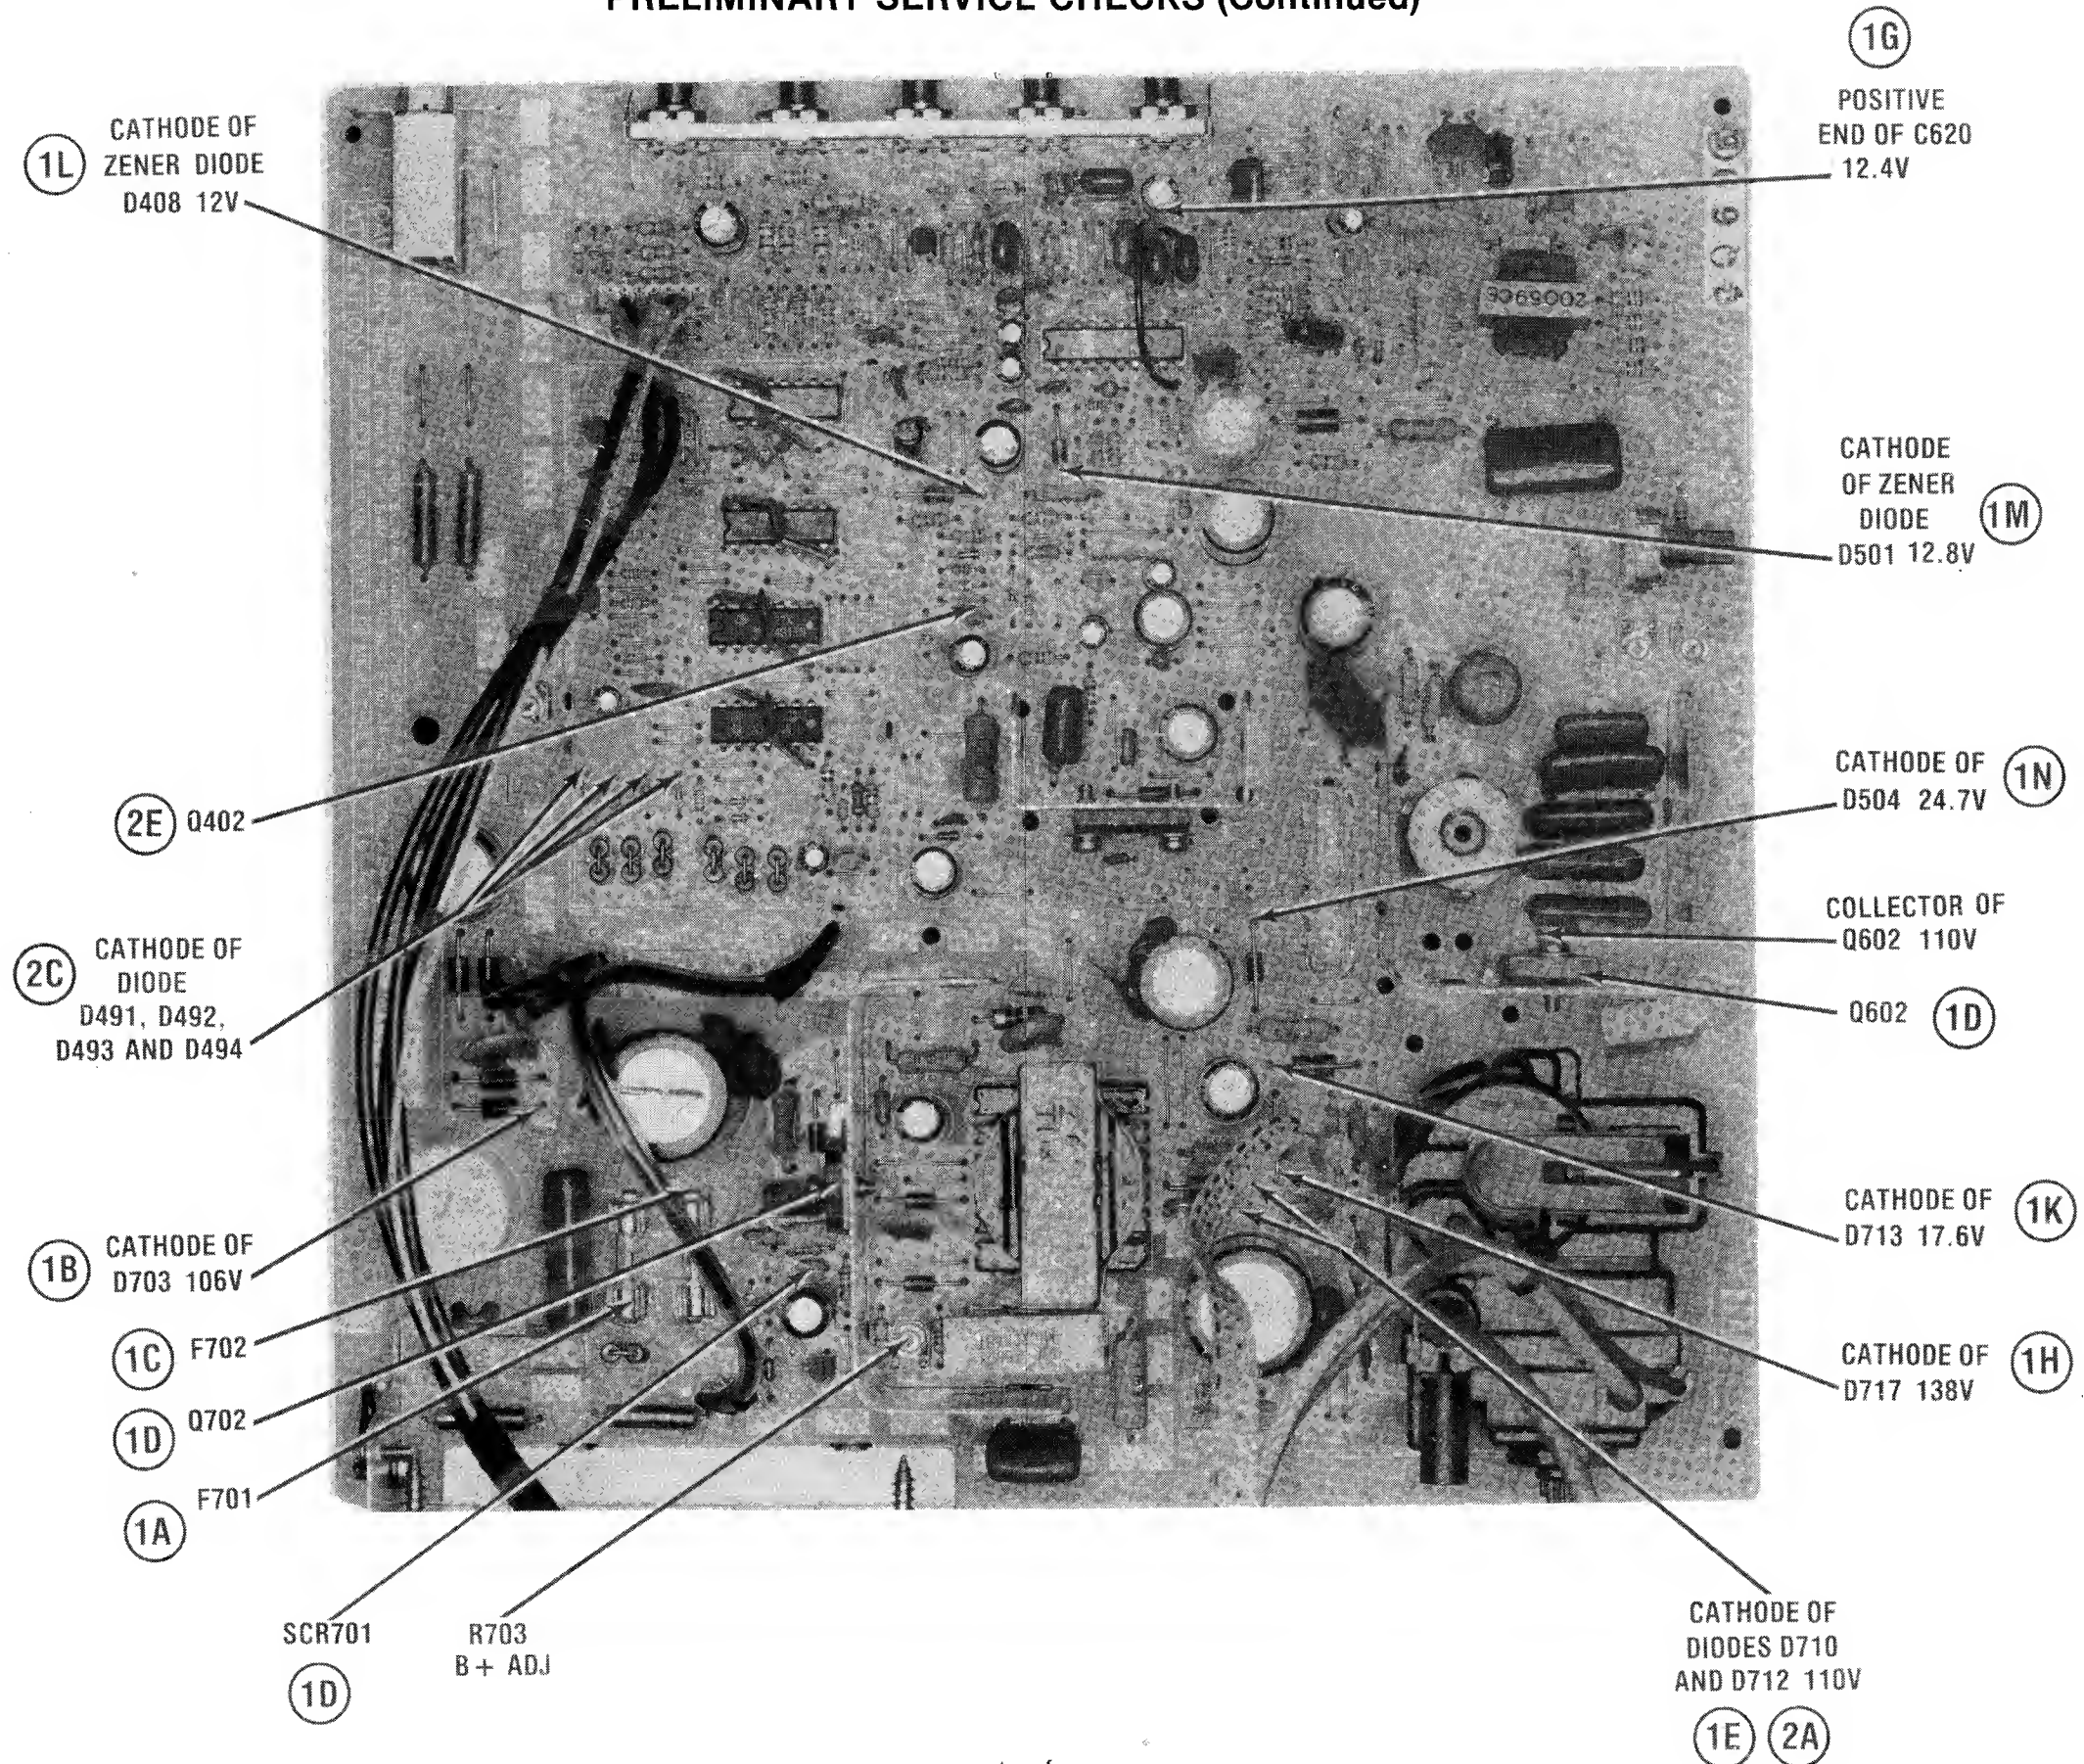 PRELIMINARY SERVICE CHECKS (Continued)
1G
POSITIVE
END OF C620
12.4V
1L
CATHODE OF
ZENER DIODE
D408 12V
CATHODE
OF ZENER
DIODE
D501 12.8V
1M
CATHODE OF
D504 24.7V
1N
2E Q402
COLLECTOR OF
Q602 110V
2C
CATHODE OF
DIODE
D491, D492,
D493 AND D494
Q602 1D
CATHODE OF
D713 17.6V
1K
1B
CATHODE OF
D703 106V
1C F702
CATHODE OF
D717 138V
1H
1D Q702
F701
1A
SCR701
1D
R703
B+ ADJ
CATHODE OF
DIODES D710
AND D712 110V
1E 2A
2005906